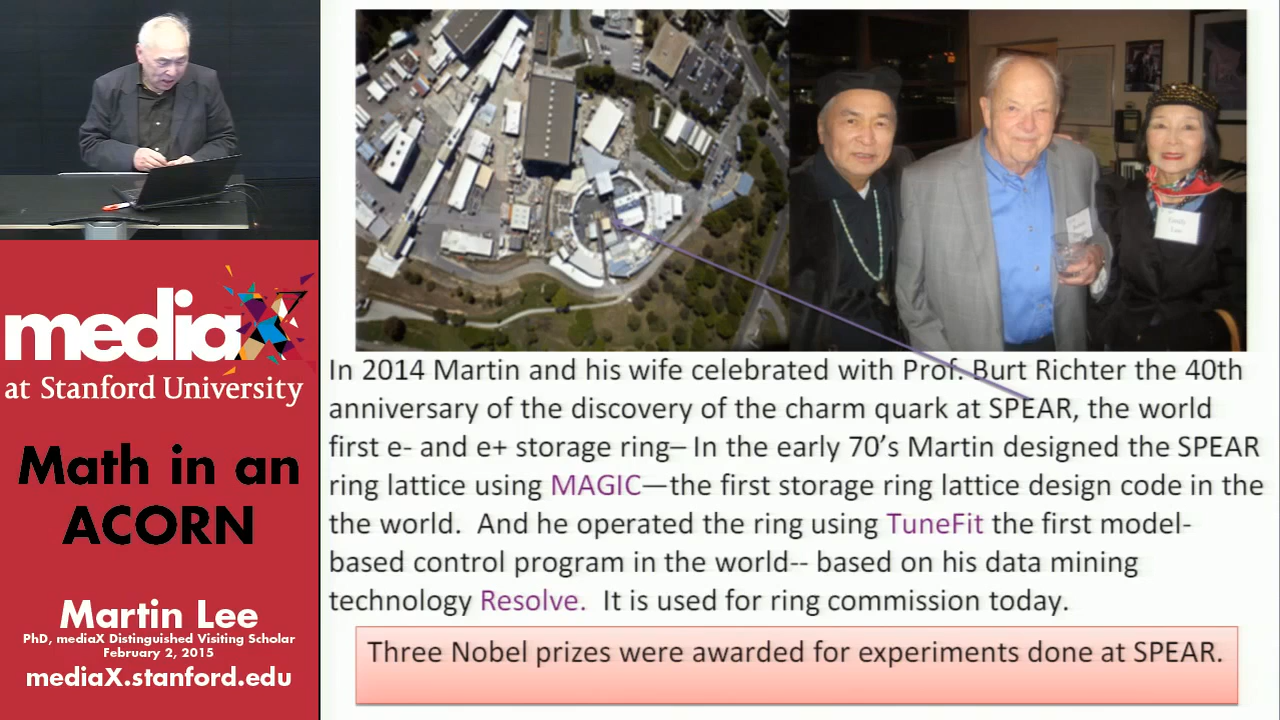 mediaX
at Stanford University
Math in an
ACORN
Martin Lee
PhD, mediaX Distinguished Visiting Scholar
February 2, 2015
mediaX.stanford.edu
In 2014 Martin and his wife celebrated with Prof. Burt Richter the 40th
anniversary of the discovery of the charm quark at SPEAR, the world
first e- and e+ storage ring– In the early 70’s Martin designed the SPEAR
ring lattice using MAGIC—the first storage ring lattice design code in the
the world.  And he operated the ring using TuneFit the first model-
based control program in the world-- based on his data mining
technology Resolve.  It is used for ring commission today.
Three Nobel prizes were awarded for experiments done at SPEAR.